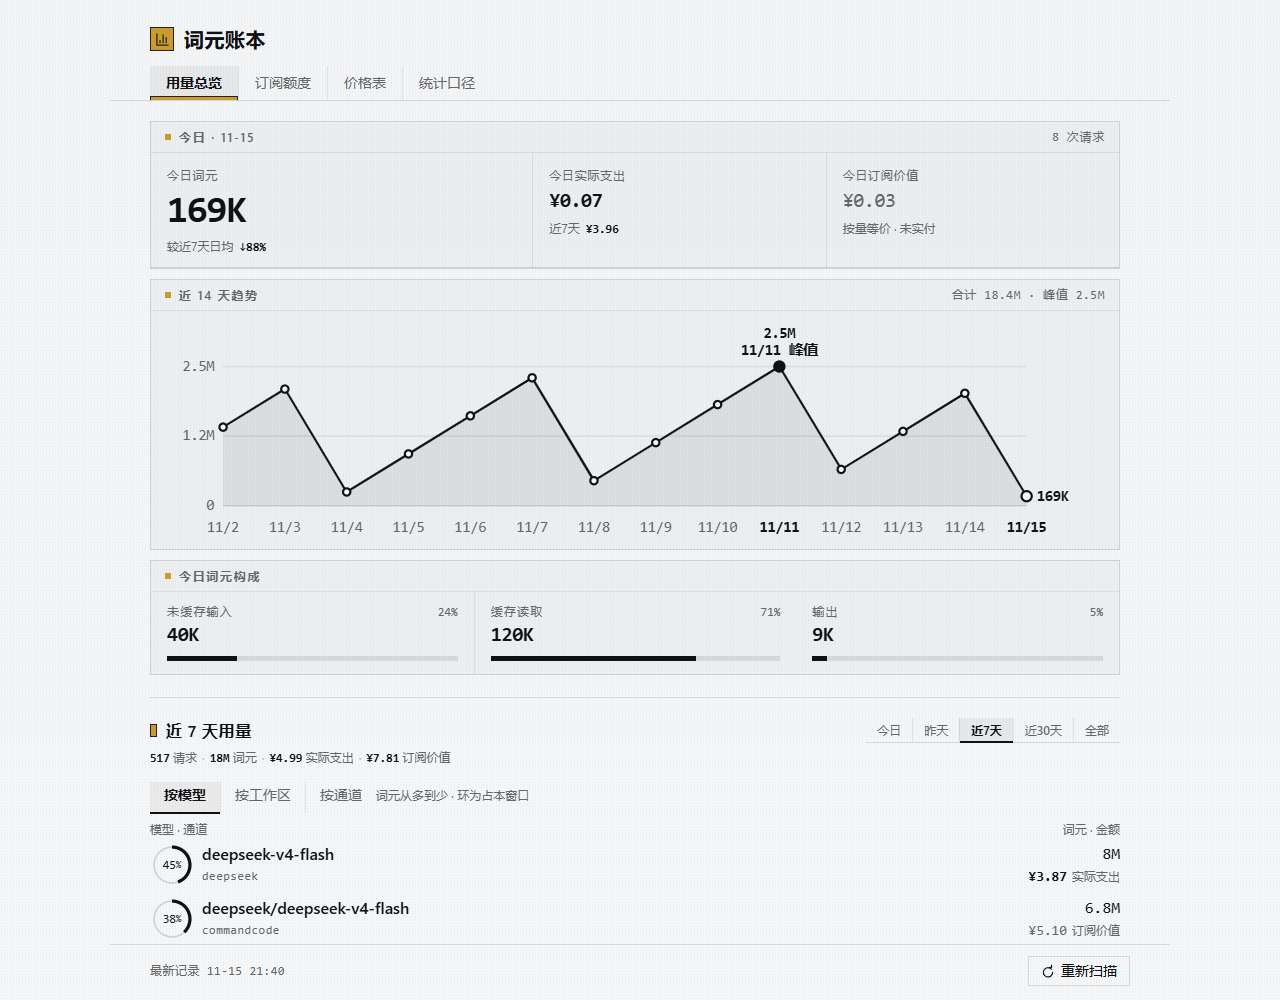 词元账本
用量总览 订阅额度 价格表 统计口径
今日 · 11-15 8 次请求
今日词元 今日实际支出 今日订阅价值
169K ¥0.07 ¥0.03
近7天 ¥3.96 按量等价 · 未实付
较近7天日均 ↓88%
近 14 天趋势 合计 18.4M · 峰值 2.5M
2.5M
11/11 峰值
2.5M
1.2M
169K
0
11/2 11/3 11/4 11/5 11/6 11/7 11/8 11/9 11/10 11/11 11/12 11/13 11/14 11/15
今日词元构成
未缓存输入 24% 缓存读取 71% 输出 5%
40K 120K 9K
近 7 天用量 今日 昨天 近7天 近30天 全部
517 请求 · 18M 词元 · ¥4.99 实际支出 · ¥7.81 订阅价值
按模型 按工作区 按通道 词元从多到少 · 环为占本窗口
模型 · 通道 词元 · 金额
45% deepseek-v4-flash 8M
deepseek ¥3.87 实际支出
38% deepseek/deepseek-v4-flash 6.8M
commandcode ¥5.10 订阅价值
最新记录 11-15 21:40 重新扫描